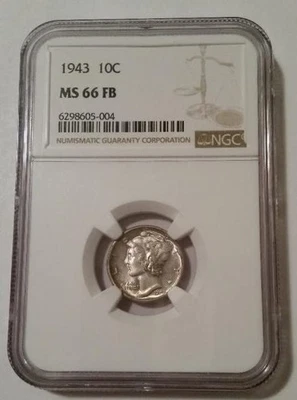 1943 10C
MS 66 FB
6298605-004
NUMISMATIC GUARANTY CORPORATION
NGC